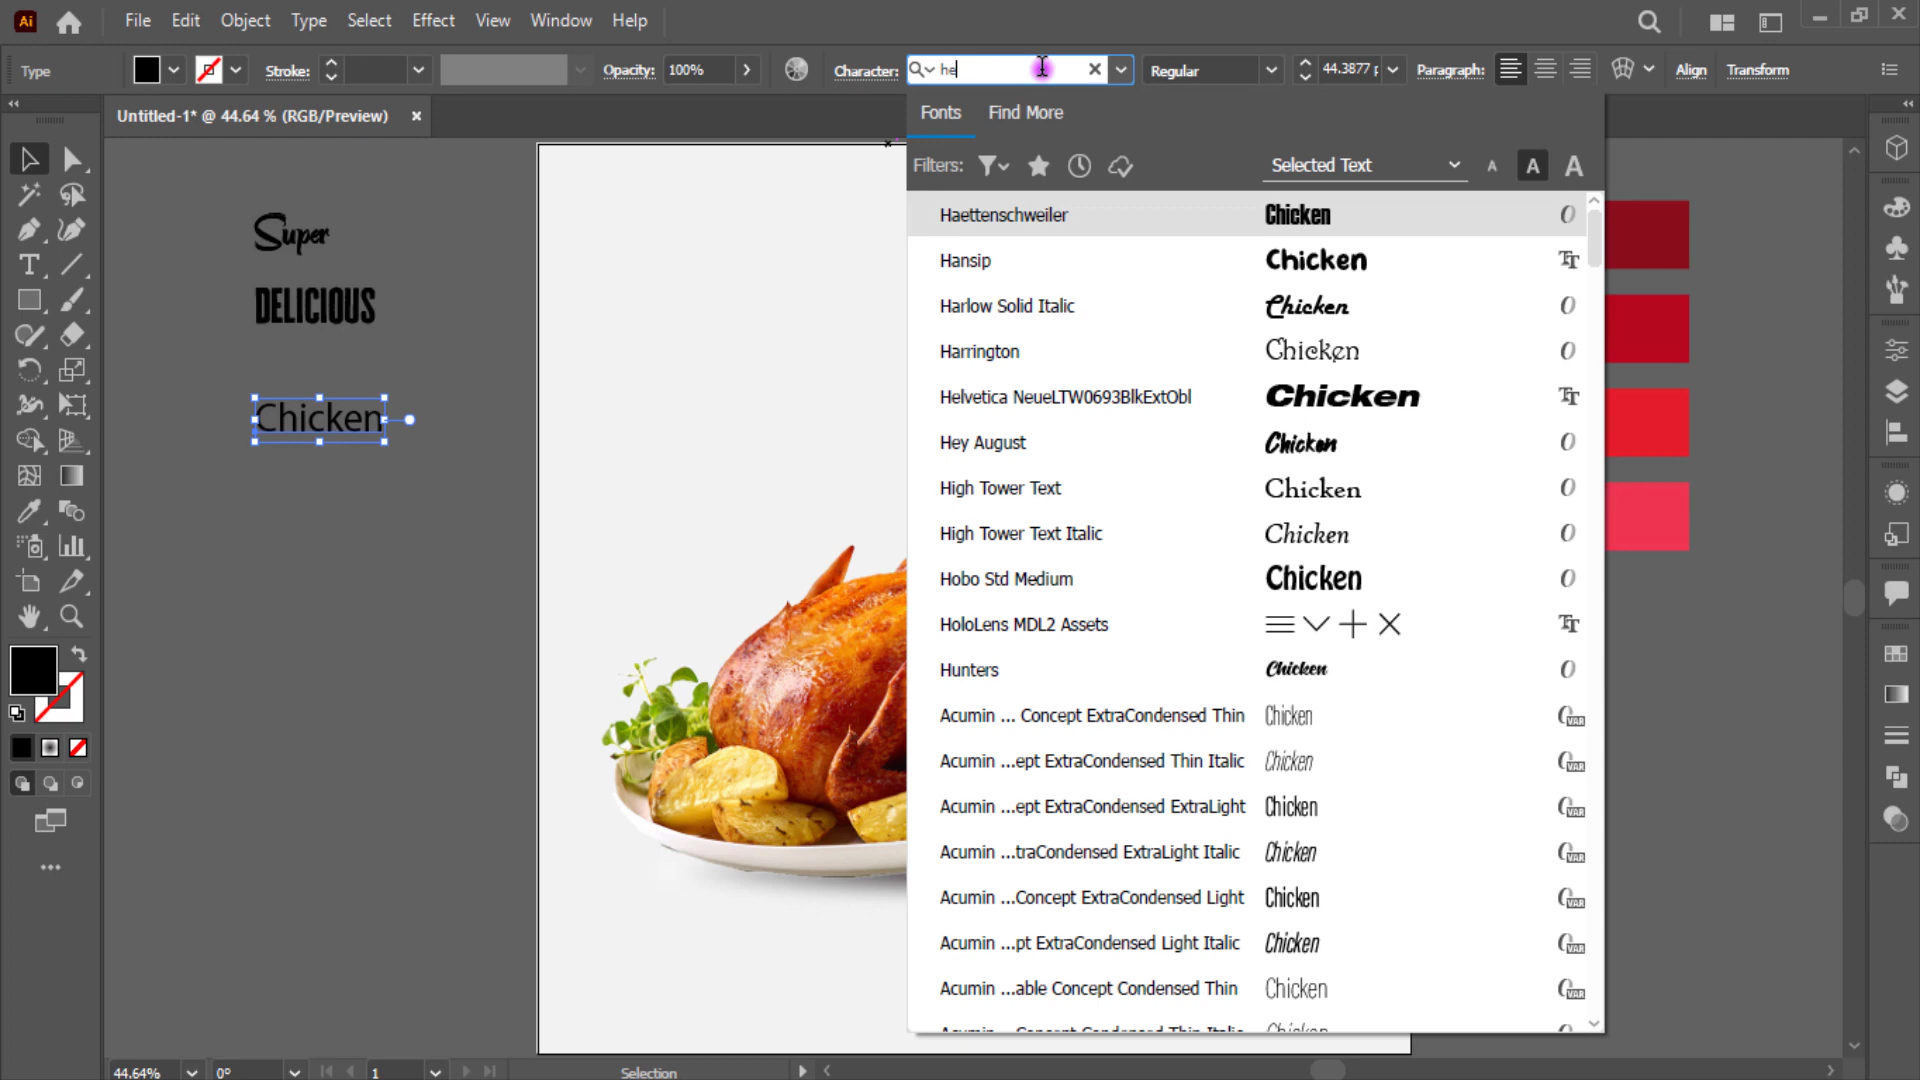 Ai File Edit Object Type Select Effect View Window Help
Type Stroke: Opacity: 100% Character: he Regular 44.3877 Paragraph: Align Transform
Untitled-1* @ 44.64 % (RGB/Preview)
Fonts Find More
Filters: Selected Text A A A
Super
DELICIOUS
Chicken
Haettenschweiler Chicken
Hansip Chicken
Harlow Solid Italic Chicken
Harrington Chicken
Helvetica NeueLTW0693BlkExtObl Chicken
Hey August Chicken
High Tower Text Chicken
High Tower Text Italic Chicken
Hobo Std Medium Chicken
HoloLens MDL2 Assets
Hunters Chicken
Acumin ... Concept ExtraCondensed Thin Chicken
Acumin ...ept ExtraCondensed Thin Italic Chicken
Acumin ...ept ExtraCondensed ExtraLight Chicken
Acumin ...traCondensed ExtraLight Italic Chicken
Acumin ...Concept ExtraCondensed Light Chicken
Acumin ...pt ExtraCondensed Light Italic Chicken
Acumin ...able Concept Condensed Thin Chicken
44.64% 0° 1 Selection